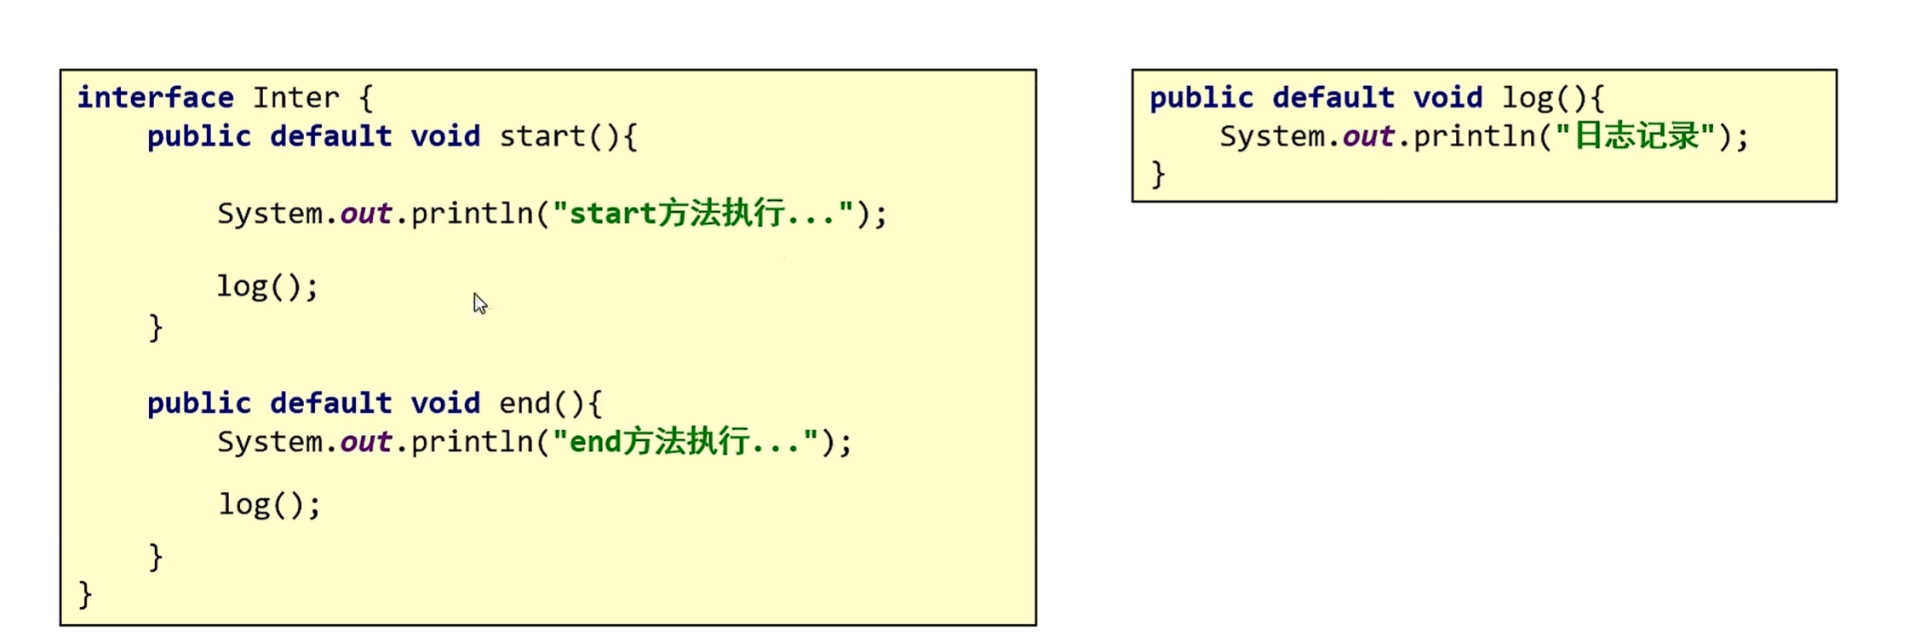 interface Inter {
public default void start(){
System.out.println("start方法执行...");
log();
}
public default void end(){
System.out.println("end方法执行...");
log();
}
}
public default void log(){
System.out.println("日志记录");
}